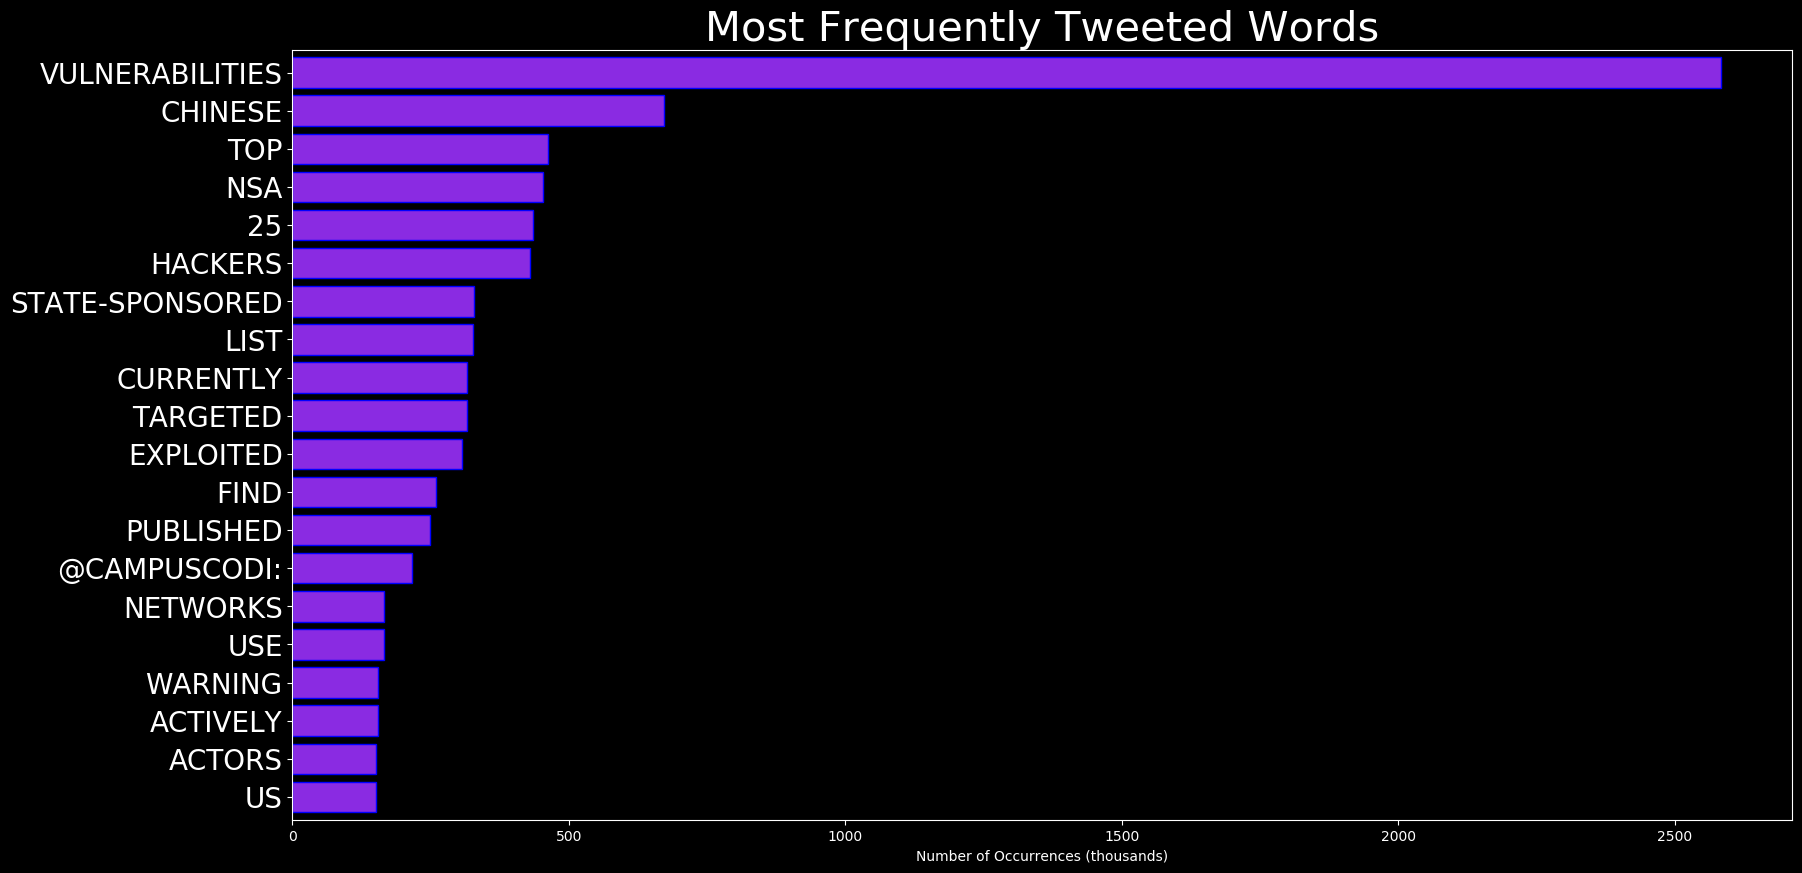 Most Frequently Tweeted Words
VULNERABILITIES
CHINESE
TOP
NSA
25
HACKERS
STATE-SPONSORED
LIST
CURRENTLY
TARGETED
EXPLOITED
FIND
PUBLISHED
@CAMPUSCODI:
NETWORKS
USE
WARNING
ACTIVELY
ACTORS
US
0 500 1000 1500 2000 2500
Number of Occurrences (thousands)